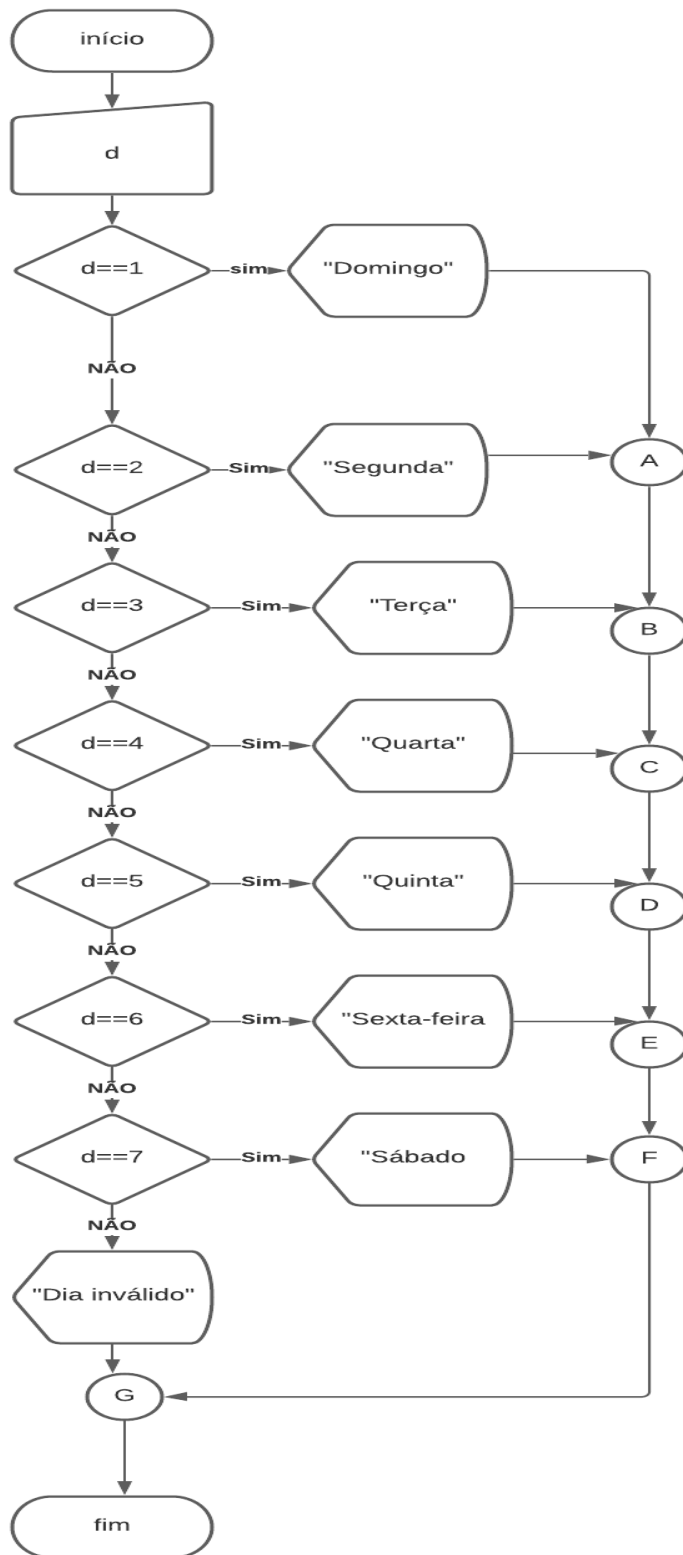 início
d
d==1
sim
"Domingo"
NÃO
d==2
Sim
"Segunda"
A
NÃO
d==3
Sim
"Terça"
B
NÃO
d==4
Sim
"Quarta"
C
NÃO
d==5
Sim
"Quinta"
D
NÃO
d==6
Sim
"Sexta-feira
E
NÃO
d==7
Sim
"Sábado
F
NÃO
"Dia inválido"
G
fim